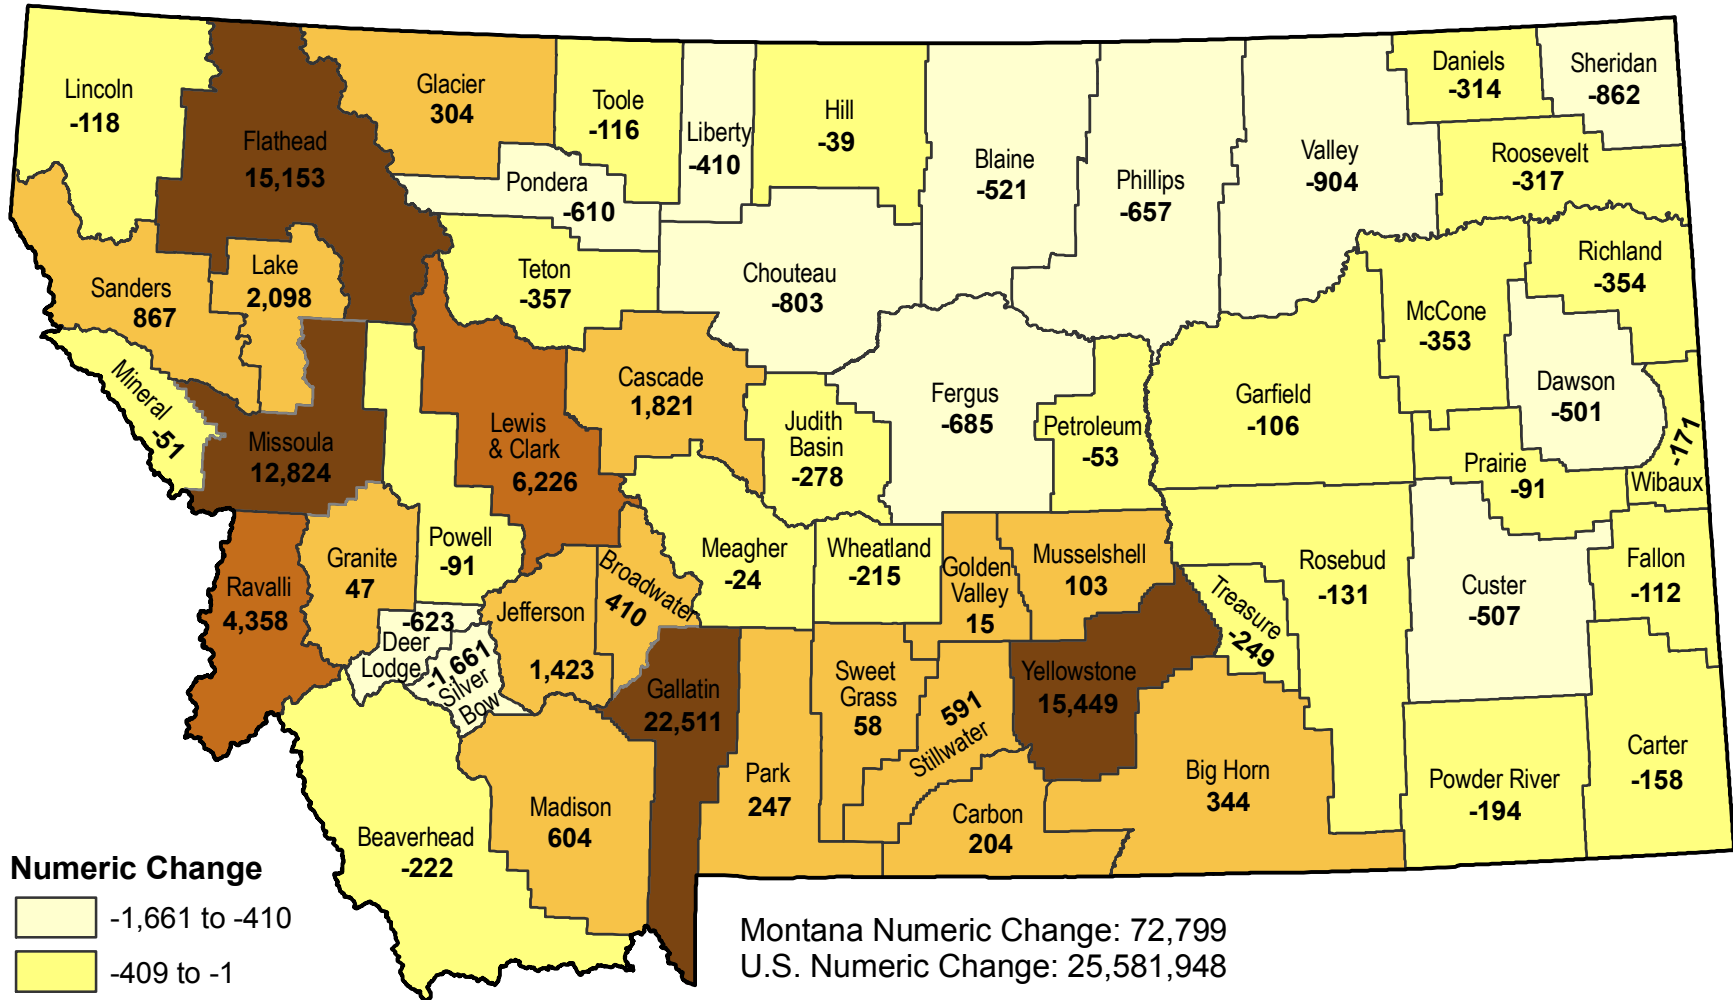 Lincoln
-118
Flathead
15,153
Glacier
304
Toole
-116
Liberty
-410
Hill
-39
Blaine
-521
Phillips
-657
Valley
-904
Daniels
-314
Sheridan
-862
Roosevelt
-317
Pondera
-610
Sanders
867
Lake
2,098
Teton
-357
Chouteau
-803
Richland
-354
McCone
-353
Mineral
-51
Missoula
12,824
Lewis
& Clark
6,226
Cascade
1,821
Judith
Basin
-278
Fergus
-685
Petroleum
-53
Garfield
-106
Dawson
-501
Prairie
-91
-171
Wibaux
Ravalli
4,358
Granite
47
Powell
-91
Broadwater
410
Meagher
-24
Wheatland
-215
Golden
Valley
15
Musselshell
103
Treasure
-249
Rosebud
-131
Custer
-507
Fallon
-112
-623
Deer
Lodge
-1,661
Silver
Bow
Jefferson
1,423
Gallatin
22,511
Sweet
Grass
58
591
Stillwater
Yellowstone
15,449
Beaverhead
-222
Madison
604
Park
247
Carbon
204
Big Horn
344
Powder River
-194
Carter
-158
Numeric Change
-1,661 to -410
-409 to -1
Montana Numeric Change: 72,799
U.S. Numeric Change: 25,581,948